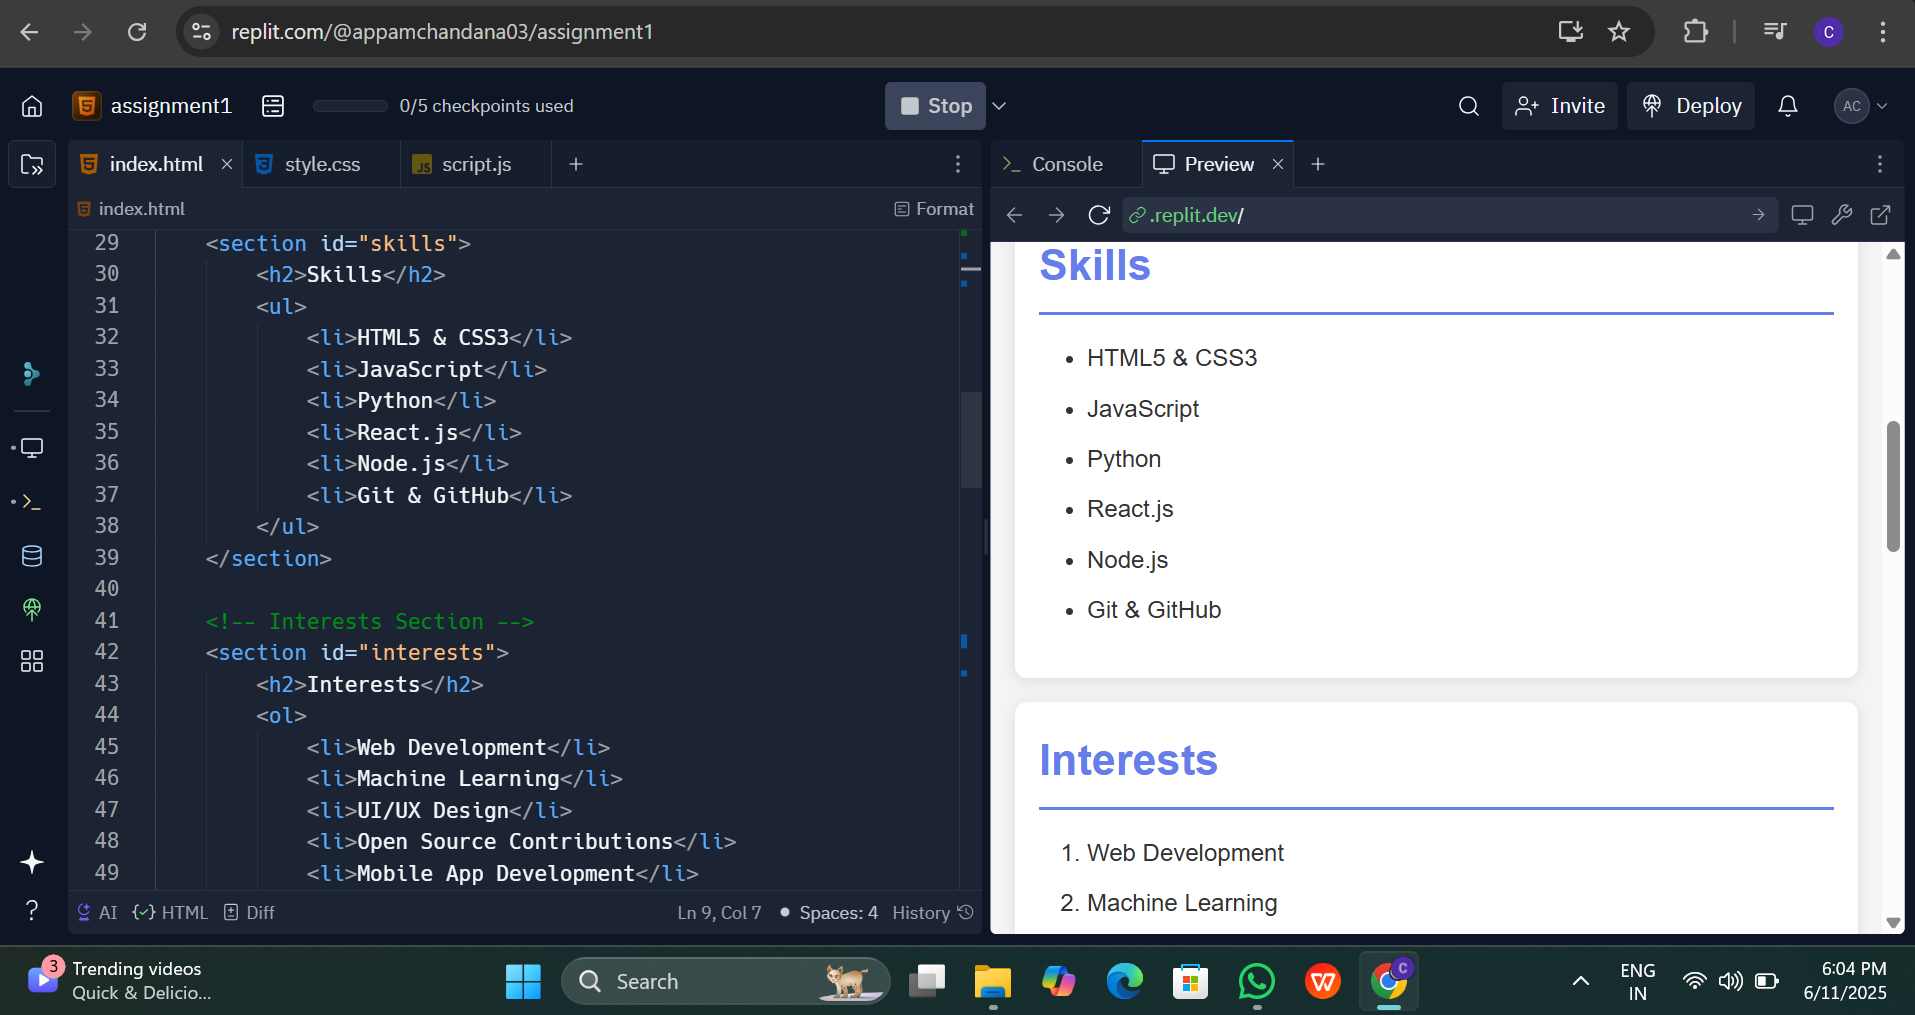 replit.com/@appamchandana03/assignment1
C
assignment1
0/5 checkpoints used
Stop
Invite
Deploy
AC
index.html
style.css
JS script.js
Console
Preview
index.html
Format
.replit.dev/
29 <section id="skills">
30 <h2>Skills</h2>
31 <ul>
32 <li>HTML5 & CSS3</li>
33 <li>JavaScript</li>
34 <li>Python</li>
35 <li>React.js</li>
36 <li>Node.js</li>
37 <li>Git & GitHub</li>
38 </ul>
39 </section>
40
41 <!-- Interests Section -->
42 <section id="interests">
43 <h2>Interests</h2>
44 <ol>
45 <li>Web Development</li>
46 <li>Machine Learning</li>
47 <li>UI/UX Design</li>
48 <li>Open Source Contributions</li>
49 <li>Mobile App Development</li>
AI
HTML
Diff
Ln 9, Col 7
Spaces: 4
History
Skills
• HTML5 & CSS3
• JavaScript
• Python
• React.js
• Node.js
• Git & GitHub
Interests
1. Web Development
2. Machine Learning
3
Trending videos
Quick & Delicio...
Search
W
C
ENG
IN
6:04 PM
6/11/2025